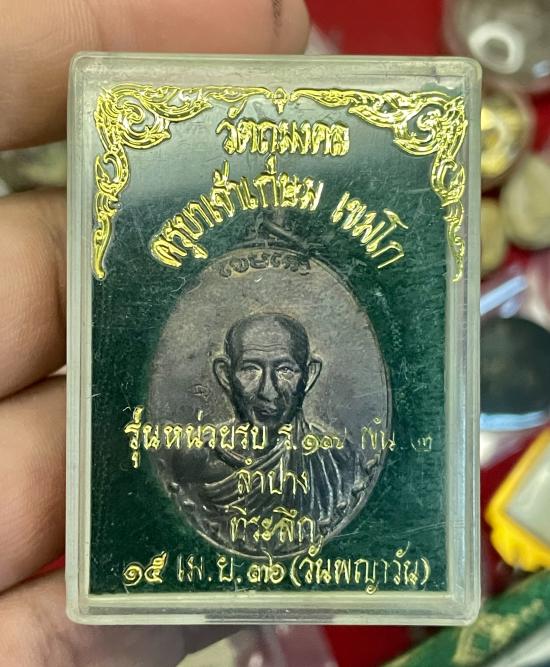 วัตถุมงคล
ครูบาเจ้าเกษม เขมโก
รุ่นหน่วยรบ ร.๑๗ พัน ๒
ลำปาง
ที่ระลึก
๑๕ เม.ย.๓๖ (วันพญาวัน)